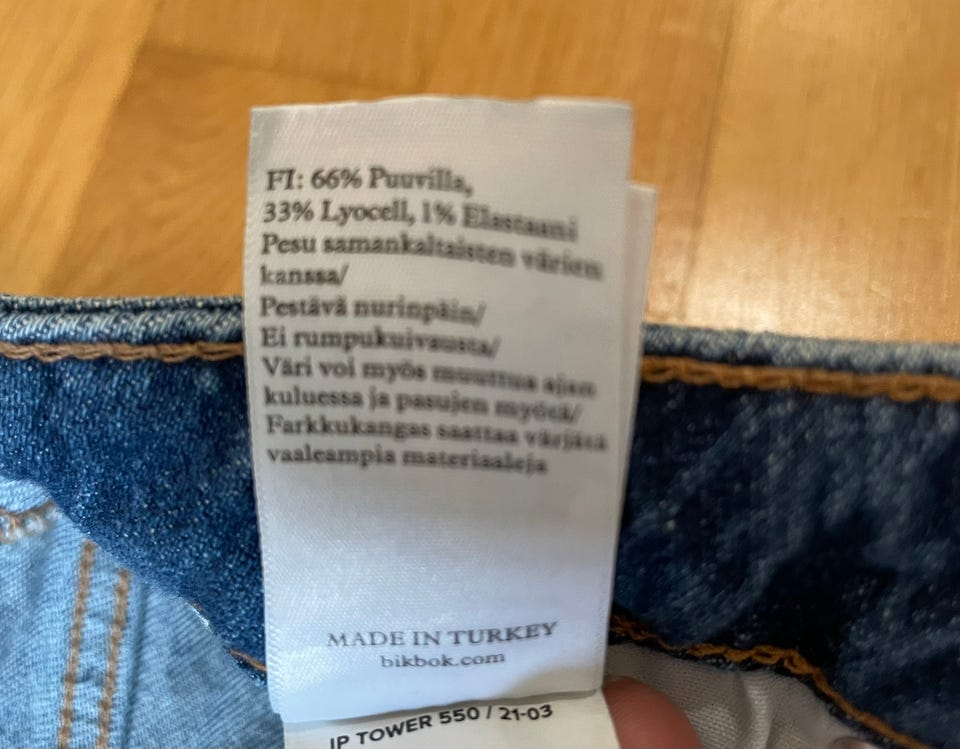 FI: 66% Puuvilla,
33% Lyocell, 1% Elastaani
Pesu samankaltaisten värien
kanssa/
Pestävä nurinpäin/
Ei rumpukuivausta/
Väri voi myös muuttua ajan
kuluessa ja pasujen myötä/
Farkkukangas saattaa värjätä
vaaleampia materiaaleja
MADE IN TURKEY
bikbok.com
IP TOWER 550 / 21-03